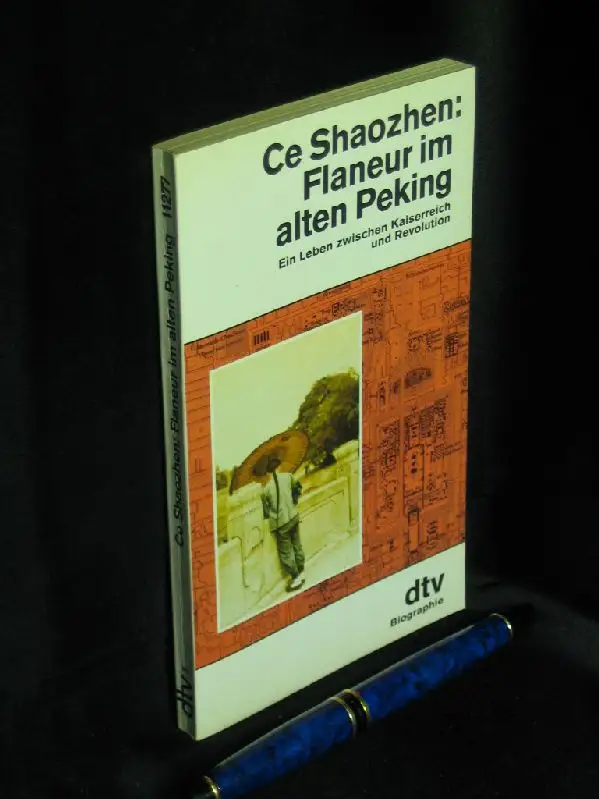 Ce Shaozhen:
Flaneur im
alten Peking
Ein Leben zwischen Kaiserreich
und Revolution
dtv
Biographie
Ce Shaozhen: Flaneur im alten Peking 11277
dtv